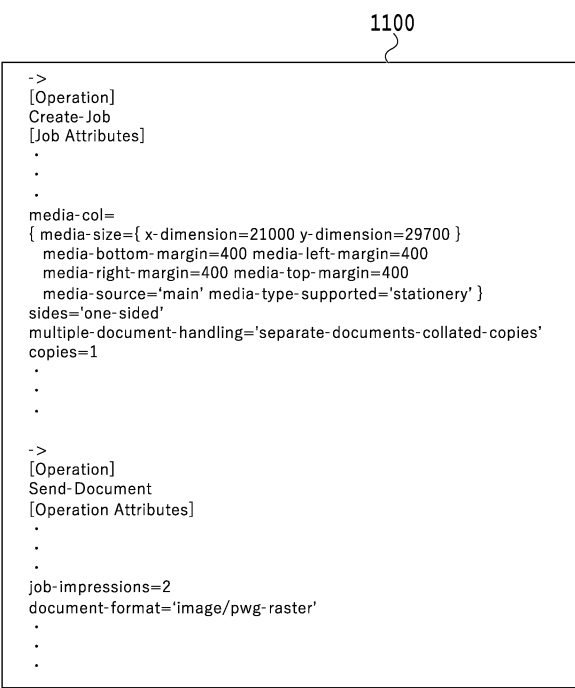 1100
->
[Operation]
Create-Job
[Job Attributes]
・
・
・
media-col=
{ media-size={ x-dimension=21000 y-dimension=29700 }
media-bottom-margin=400 media-left-margin=400
media-right-margin=400 media-top-margin=400
media-source=‘main’ media-type-supported='stationery’ }
sides='one-sided’
multiple-document-handling='separate-documents-collated-copies’
copies=1
・
・
・
->
[Operation]
Send-Document
[Operation Attributes]
・
・
・
job-impressions=2
document-format=‘image/pwg-raster’
・
・
・